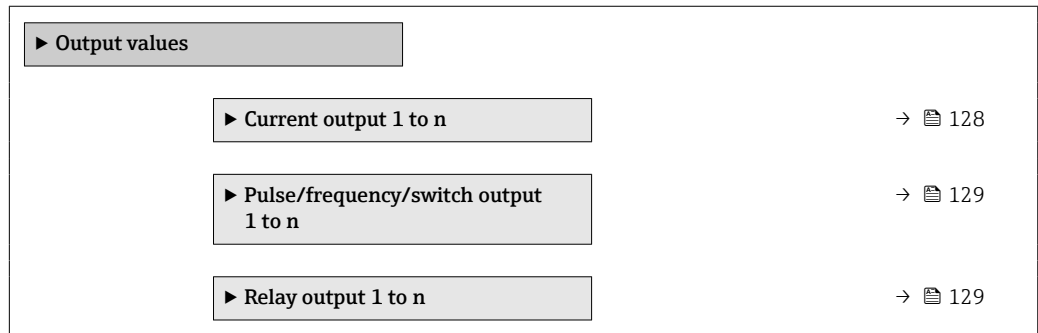 ▶ Output values
▶ Current output 1 to n → 128
▶ Pulse/frequency/switch output → 129
1 to n
▶ Relay output 1 to n → 129